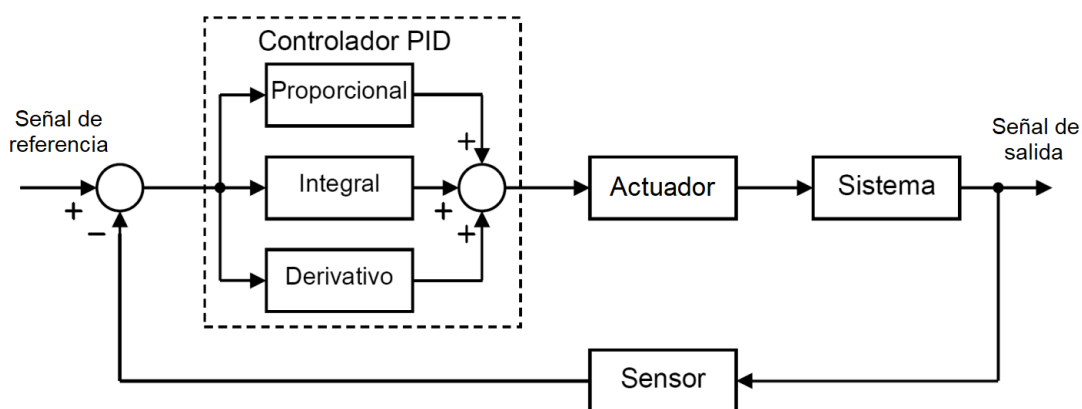 Controlador PID
Proporcional
Señal de
referencia
Señal de
salida
+
Integral
Actuador
Sistema
+
+
+
−
Derivativo
Sensor